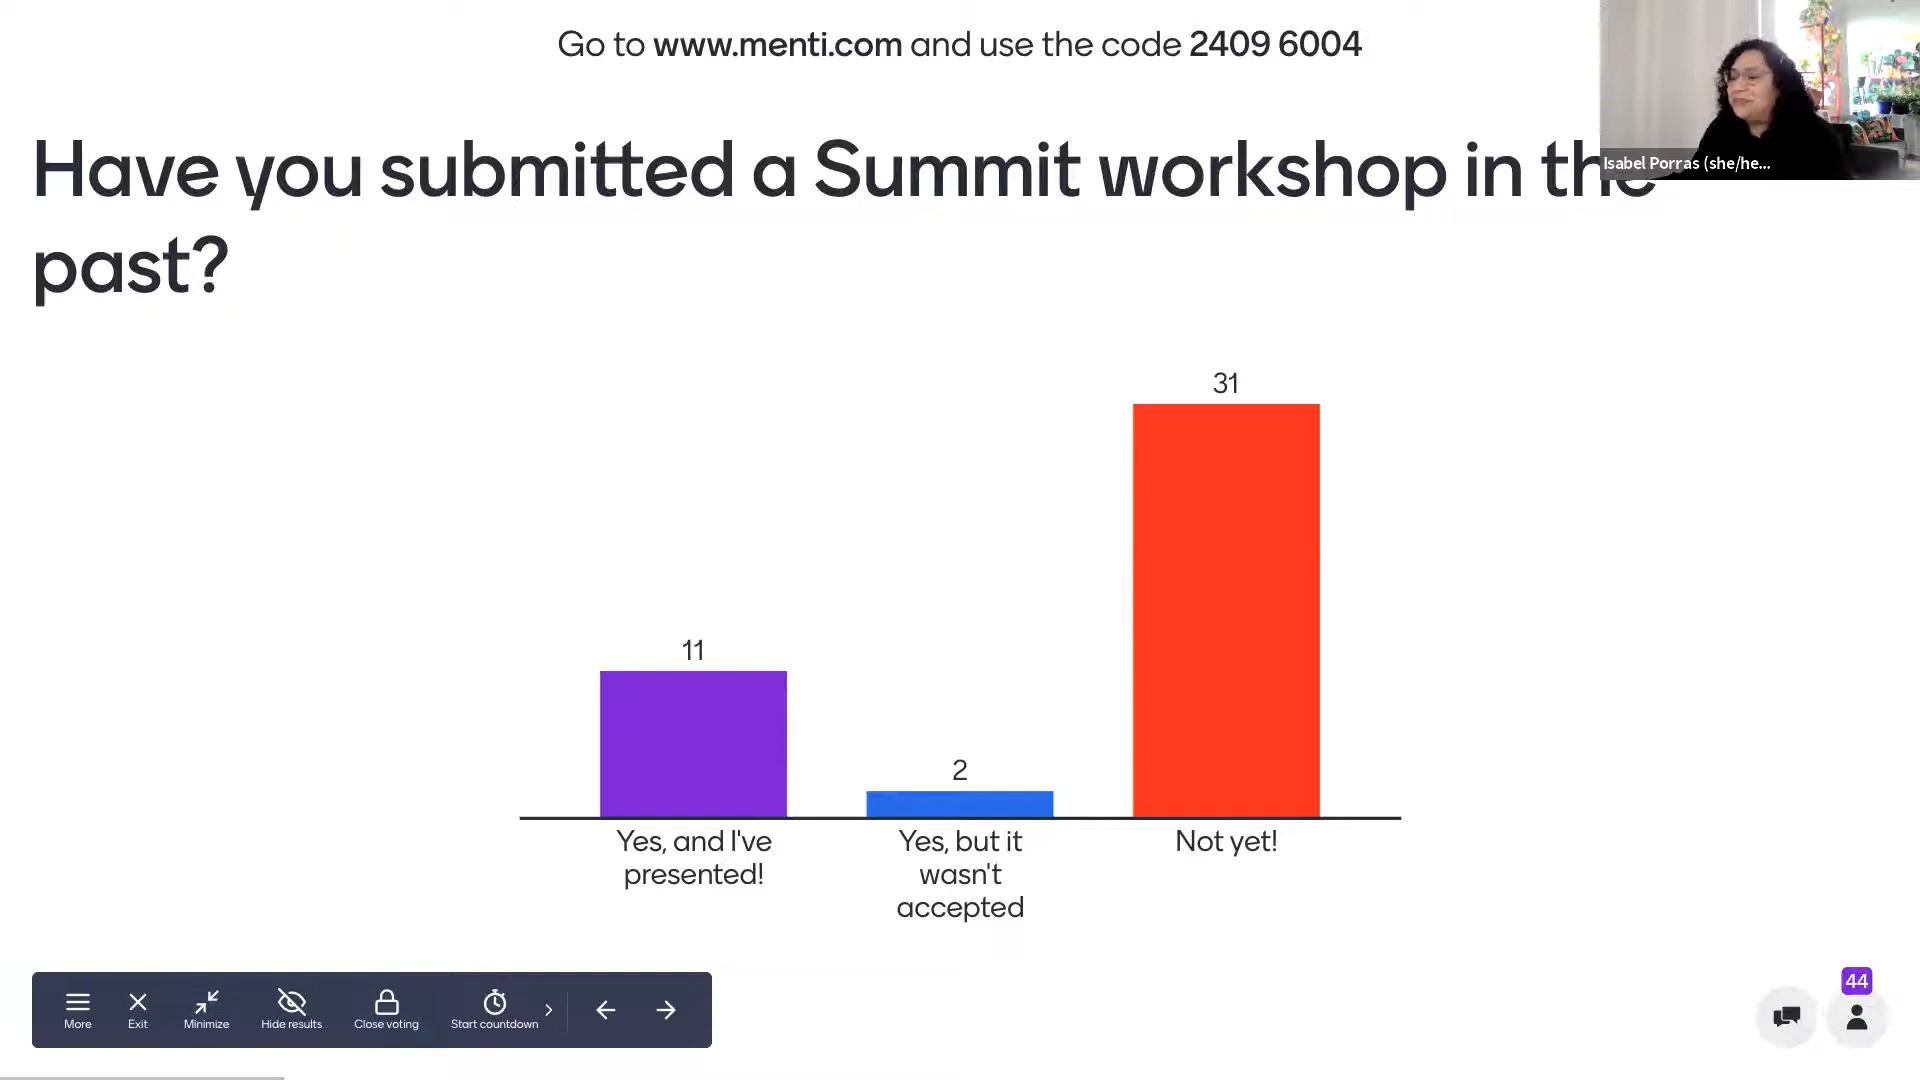 Go to www.menti.com and use the code 2409 6004
Isabel Porras (she/he...
Have you submitted a Summit workshop in the
past?
31
11
2
Yes, and I've
presented!
Yes, but it
wasn't
accepted
Not yet!
More
Exit
Minimize
Hide results
Close voting
Start countdown
44